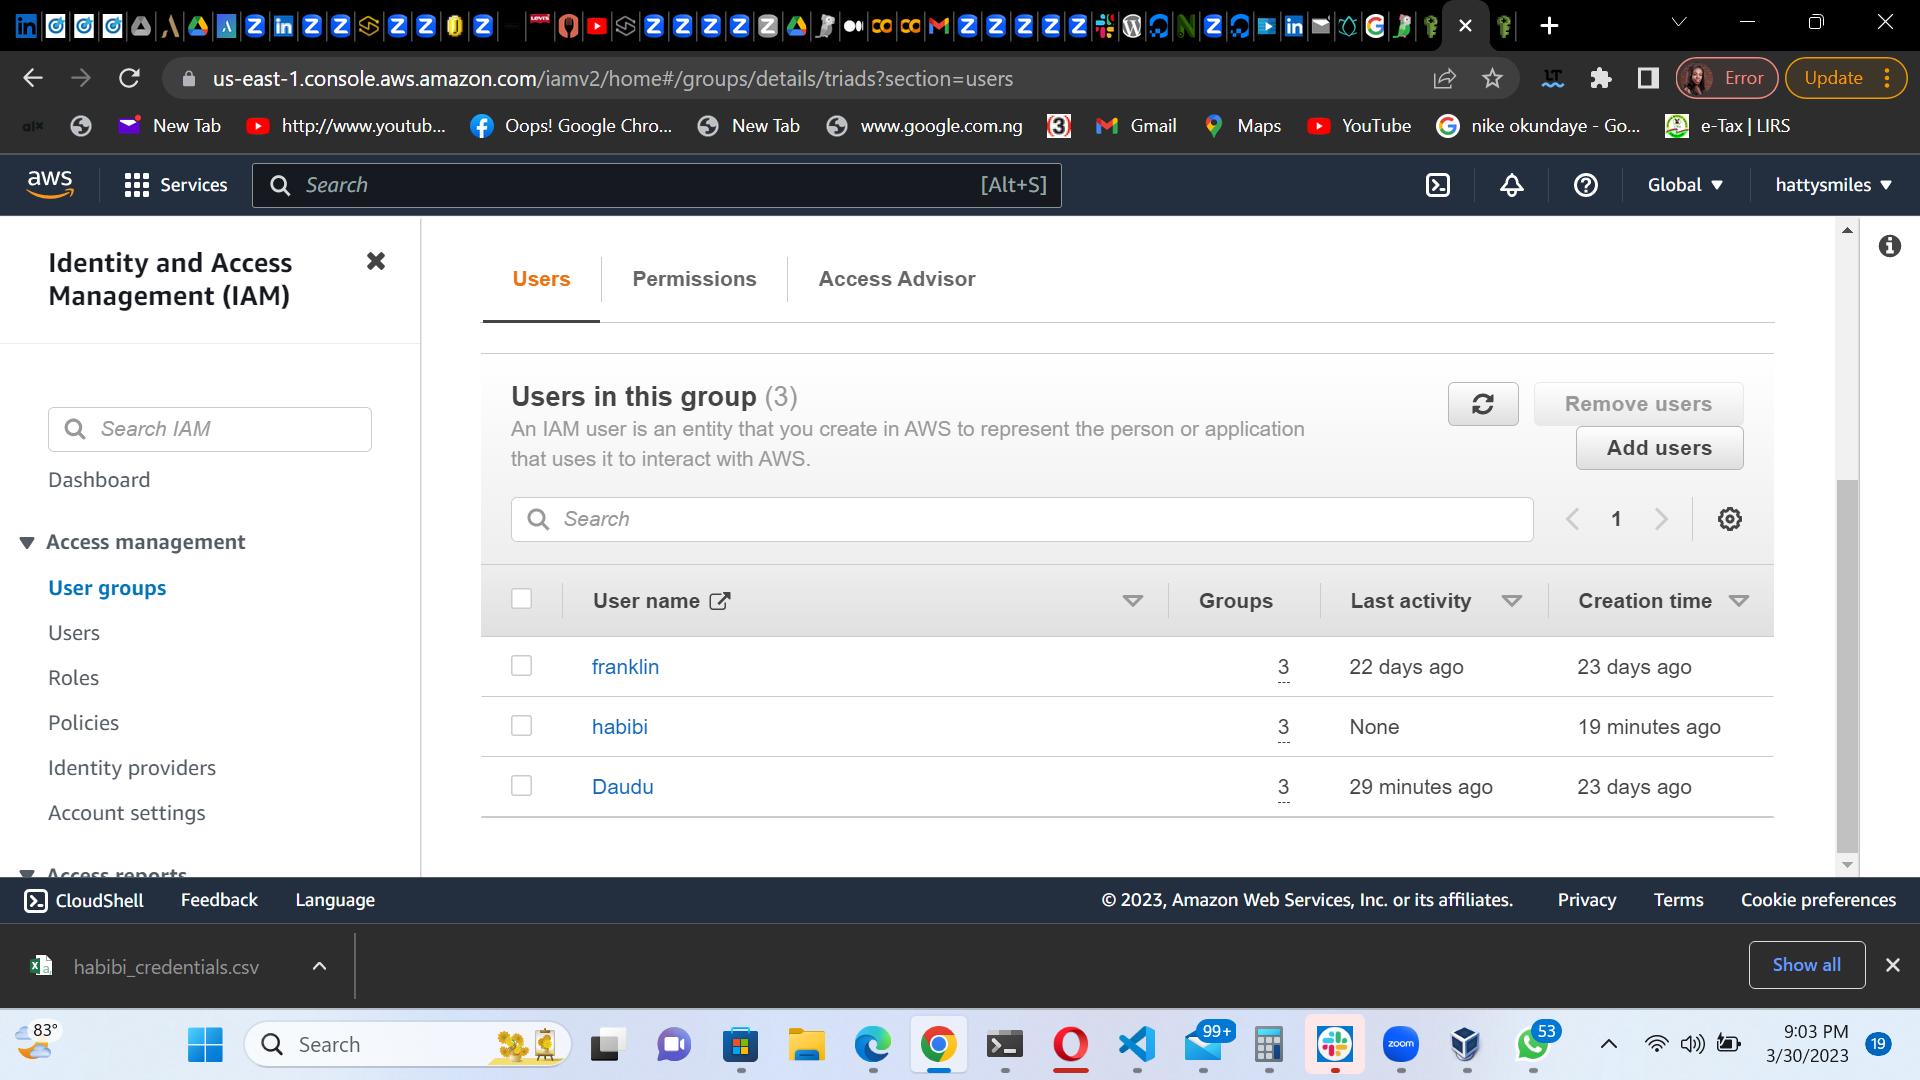 us-east-1.console.aws.amazon.com/iamv2/home#/groups/details/triads?section=users
Error
Update
New Tab
http://www.youtub...
Oops! Google Chro...
New Tab
www.google.com.ng
Gmail
Maps
YouTube
nike okundaye - Go...
e-Tax | LIRS
aws
Services
Search
[Alt+S]
Global
hattysmiles
Identity and Access
Management (IAM)
Search IAM
Dashboard
Access management
User groups
Users
Roles
Policies
Identity providers
Account settings
Access reports
Users
Permissions
Access Advisor
Users in this group (3)
An IAM user is an entity that you create in AWS to represent the person or application
that uses it to interact with AWS.
Remove users
Add users
Search
1
User name
Groups
Last activity
Creation time
franklin 3 22 days ago 23 days ago
habibi 3 None 19 minutes ago
Daudu 3 29 minutes ago 23 days ago
CloudShell
Feedback
Language
© 2023, Amazon Web Services, Inc. or its affiliates.
Privacy
Terms
Cookie preferences
habibi_credentials.csv
Show all
83°
Search
99+
zoom
53
9:03 PM
3/30/2023
19